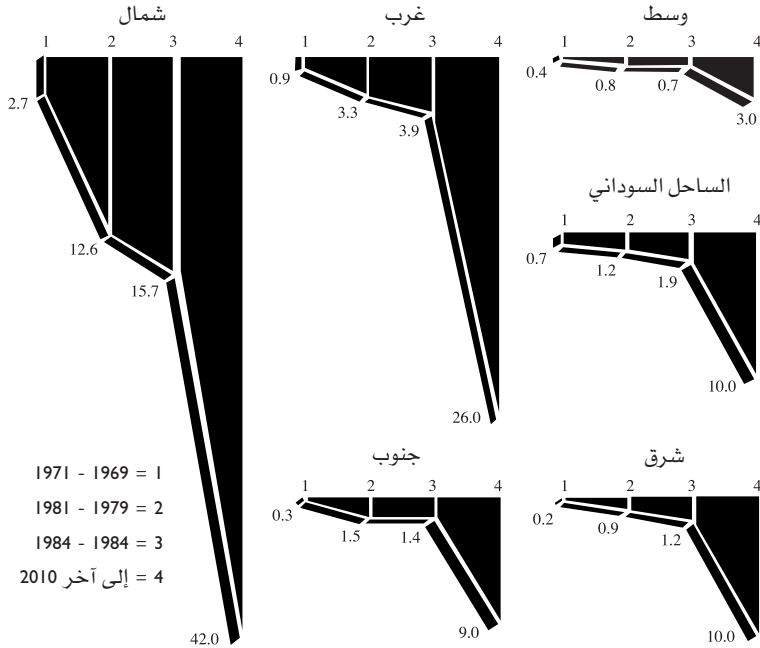 شمال
1 2 3 4
2.7
12.6
15.7
42.0
غرب
1 2 3 4
0.9
3.3
3.9
26.0
وسط
1 2 3 4
0.4
0.8
0.7
3.0
الساحل السوداني
1 2 3 4
0.7
1.2
1.9
10.0
جنوب
1 2 3 4
0.3
1.5
1.4
9.0
شرق
1 2 3 4
0.2
0.9
1.2
10.0
1 = 1969 - 1971
2 = 1979 - 1981
3 = 1984 - 1984
4 = إلى آخر 2010